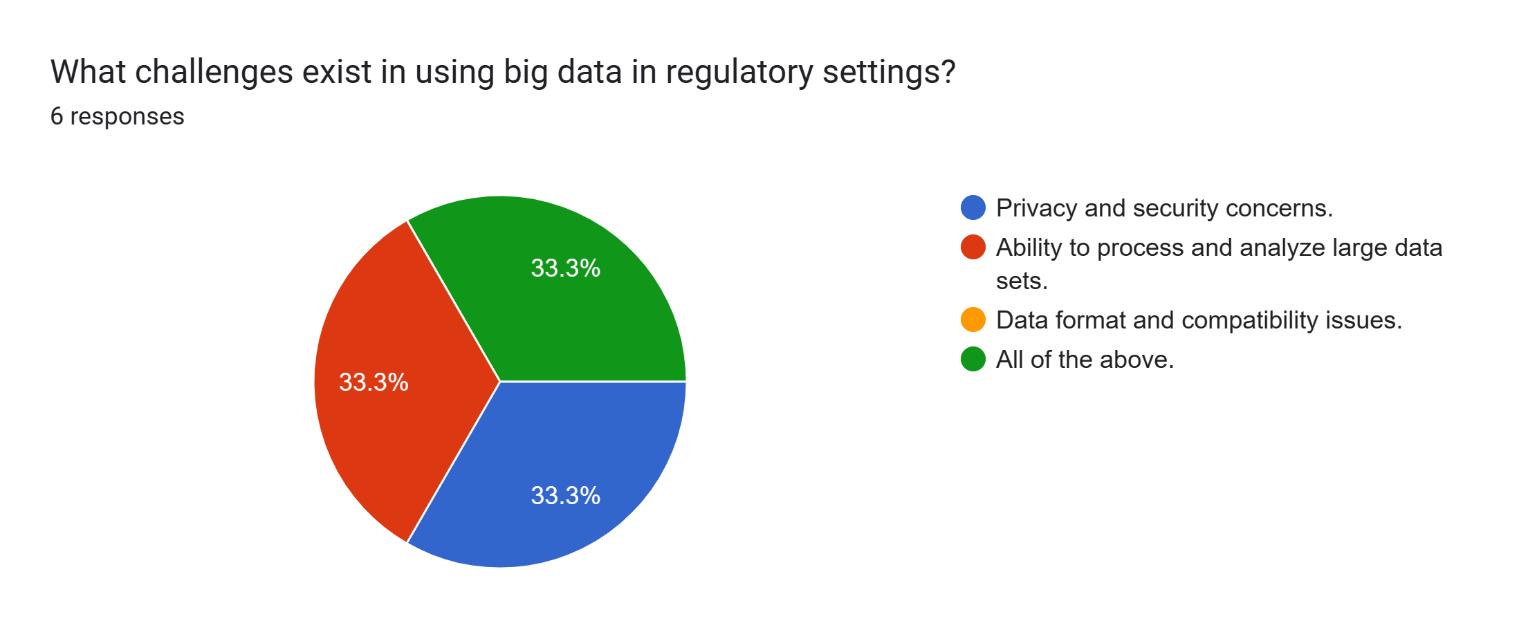 What challenges exist in using big data in regulatory settings?
6 responses
33.3%
33.3%
33.3%
Privacy and security concerns.
Ability to process and analyze large data
sets.
Data format and compatibility issues.
All of the above.